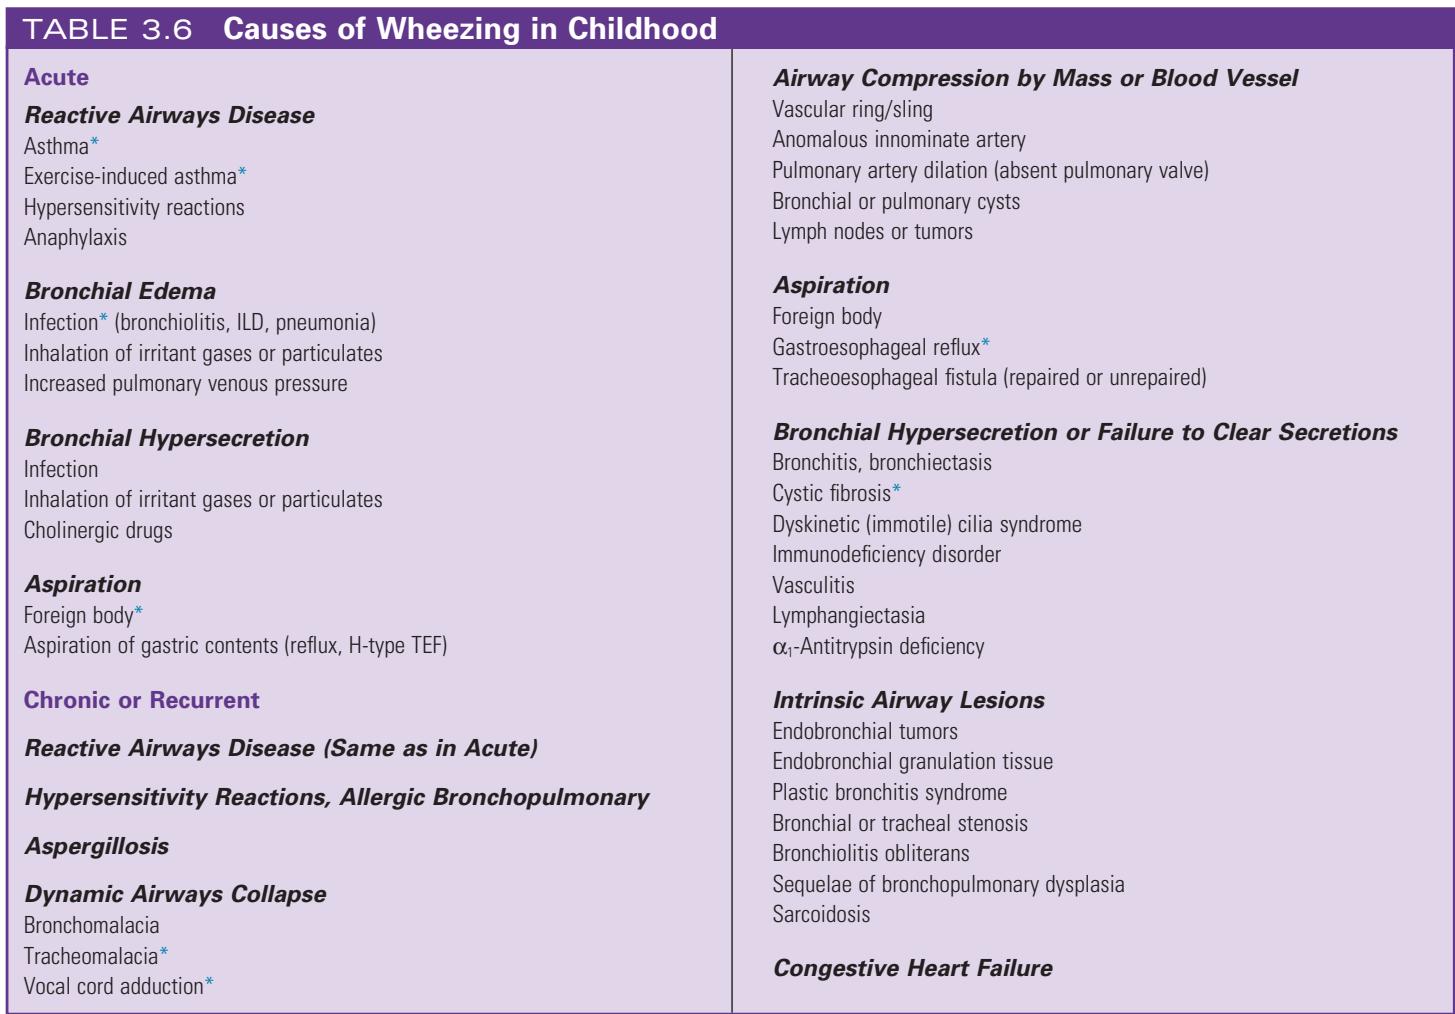 TABLE 3.6 Causes of Wheezing in Childhood
Acute
Reactive Airways Disease
Asthma*
Exercise-induced asthma*
Hypersensitivity reactions
Anaphylaxis
Bronchial Edema
Infection* (bronchiolitis, ILD, pneumonia)
Inhalation of irritant gases or particulates
Increased pulmonary venous pressure
Bronchial Hypersecretion
Infection
Inhalation of irritant gases or particulates
Cholinergic drugs
Aspiration
Foreign body*
Aspiration of gastric contents (reflux, H-type TEF)
Chronic or Recurrent
Reactive Airways Disease (Same as in Acute)
Hypersensitivity Reactions, Allergic Bronchopulmonary
Aspergillosis
Dynamic Airways Collapse
Bronchomalacia
Tracheomalacia*
Vocal cord adduction*
Airway Compression by Mass or Blood Vessel
Vascular ring/sling
Anomalous innominate artery
Pulmonary artery dilation (absent pulmonary valve)
Bronchial or pulmonary cysts
Lymph nodes or tumors
Aspiration
Foreign body
Gastroesophageal reflux*
Tracheoesophageal fistula (repaired or unrepaired)
Bronchial Hypersecretion or Failure to Clear Secretions
Bronchitis, bronchiectasis
Cystic fibrosis*
Dyskinetic (immotile) cilia syndrome
Immunodeficiency disorder
Vasculitis
Lymphangiectasia
α₁-Antitrypsin deficiency
Intrinsic Airway Lesions
Endobronchial tumors
Endobronchial granulation tissue
Plastic bronchitis syndrome
Bronchial or tracheal stenosis
Bronchiolitis obliterans
Sequelae of bronchopulmonary dysplasia
Sarcoidosis
Congestive Heart Failure